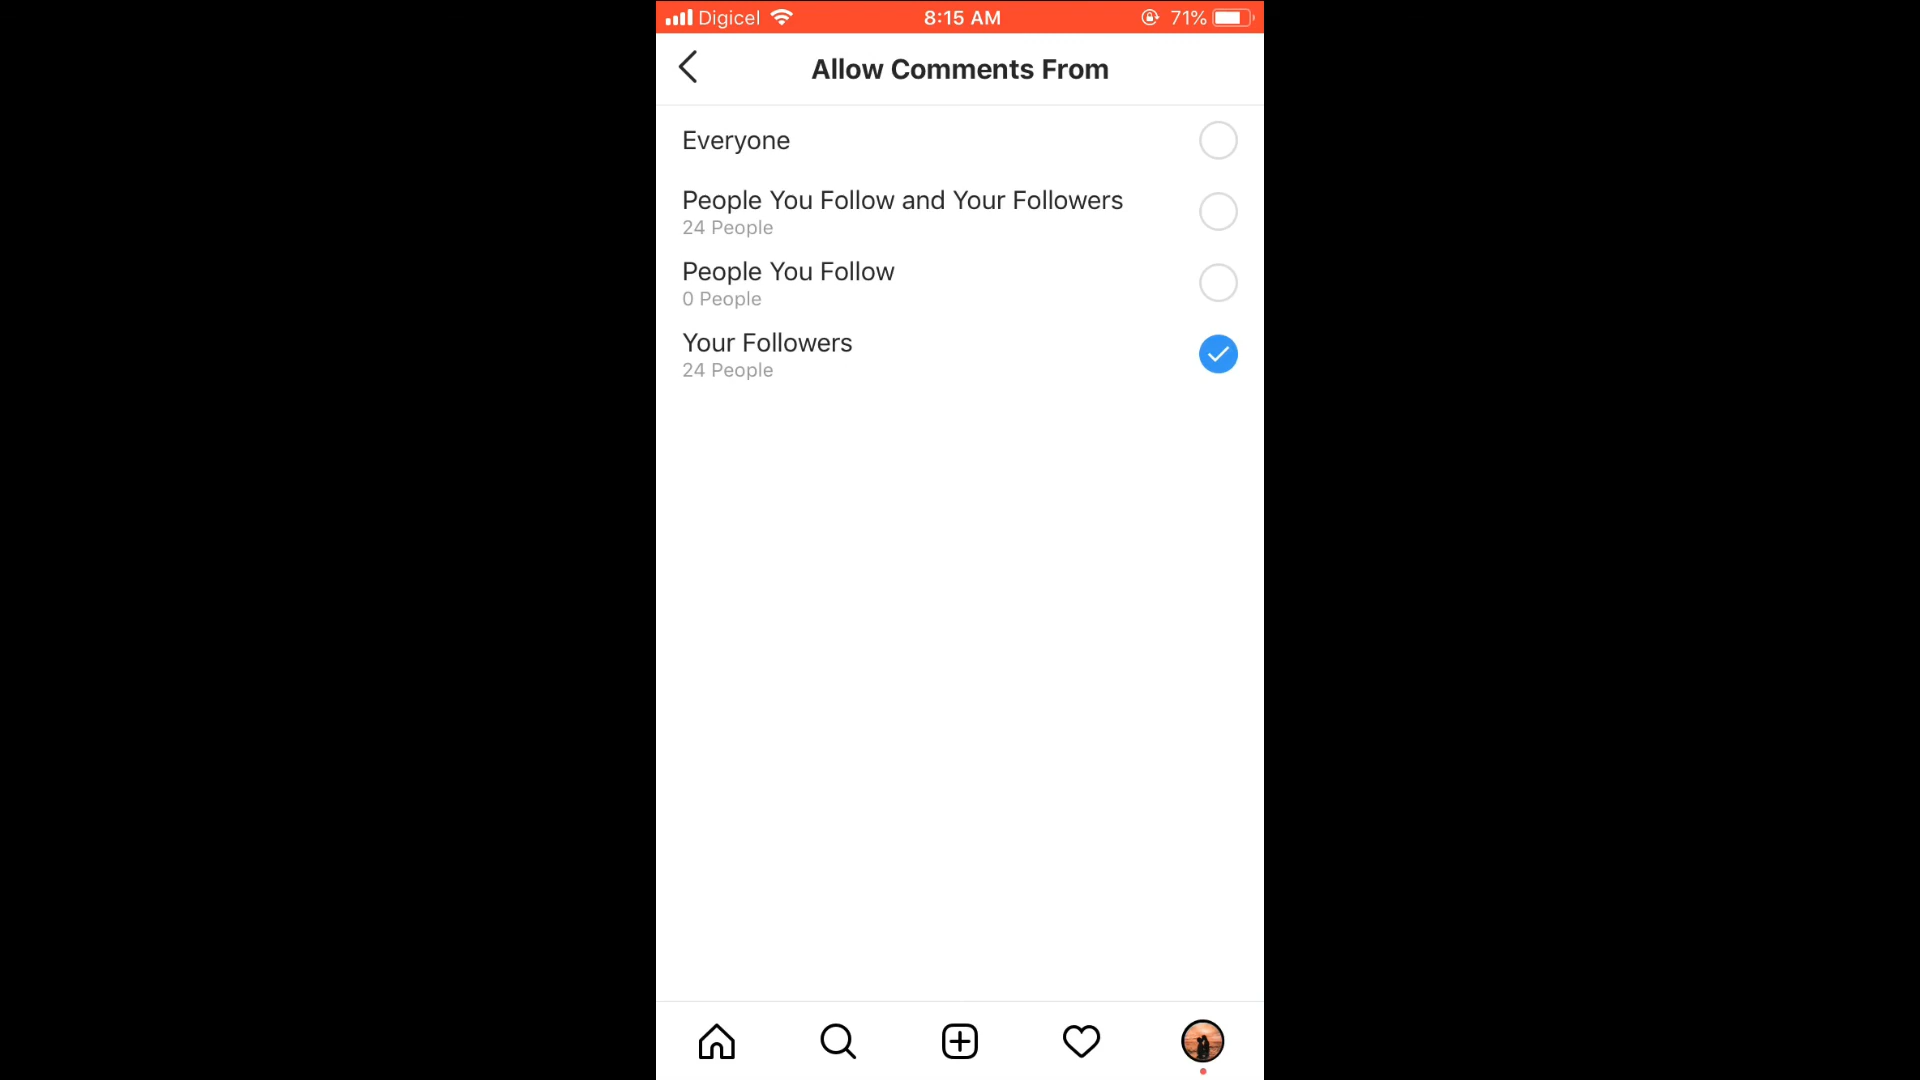 Digicel 8:15 AM 71%
Allow Comments From
Everyone
People You Follow and Your Followers
24 People
People You Follow
0 People
Your Followers
24 People